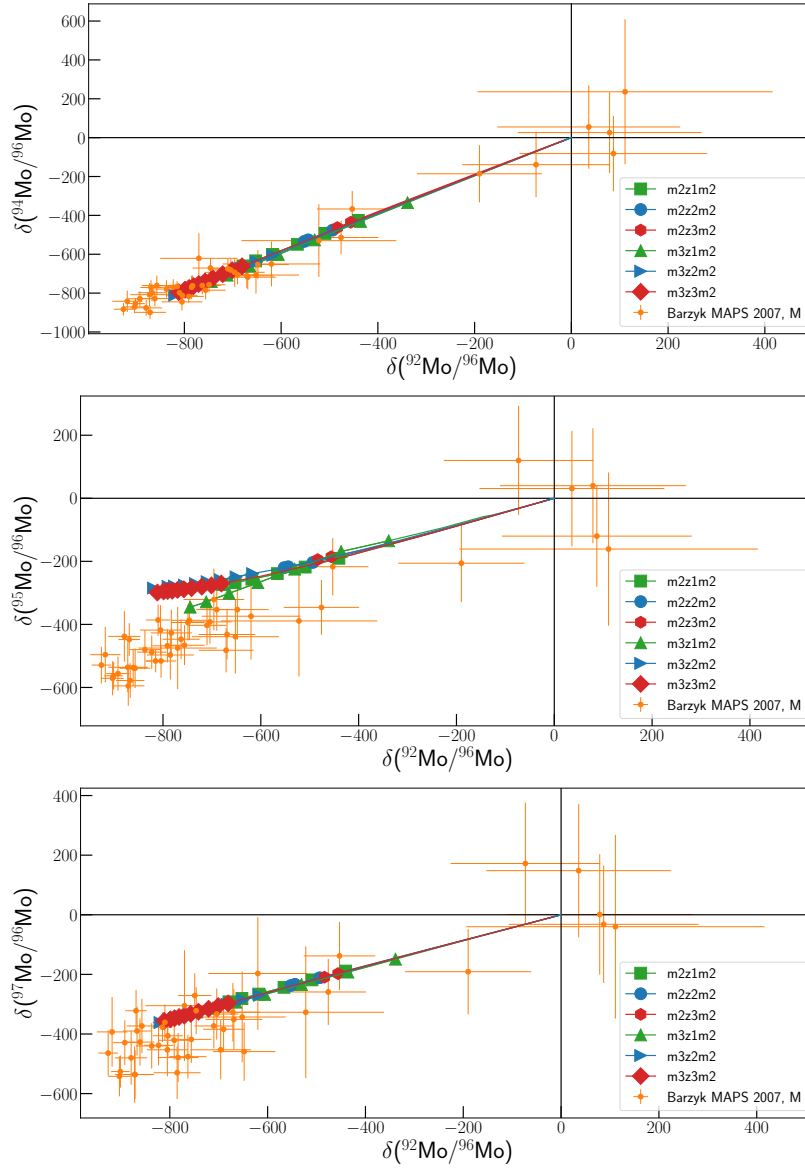 600
400
200
0
−200
−400
−600
−800
−1000
δ(⁹⁴Mo/⁹⁶Mo)
m2z1m2
m2z2m2
m2z3m2
m3z1m2
m3z2m2
m3z3m2
Barzyk MAPS 2007, M
−800 −600 −400 −200 0 200 400
δ(⁹²Mo/⁹⁶Mo)
200
0
−200
−400
−600
δ(⁹⁵Mo/⁹⁶Mo)
m2z1m2
m2z2m2
m2z3m2
m3z1m2
m3z2m2
m3z3m2
Barzyk MAPS 2007, M
−800 −600 −400 −200 0 200 400
δ(⁹²Mo/⁹⁶Mo)
400
200
0
−200
−400
−600
δ(⁹⁷Mo/⁹⁶Mo)
m2z1m2
m2z2m2
m2z3m2
m3z1m2
m3z2m2
m3z3m2
Barzyk MAPS 2007, M
−800 −600 −400 −200 0 200 400
δ(⁹²Mo/⁹⁶Mo)